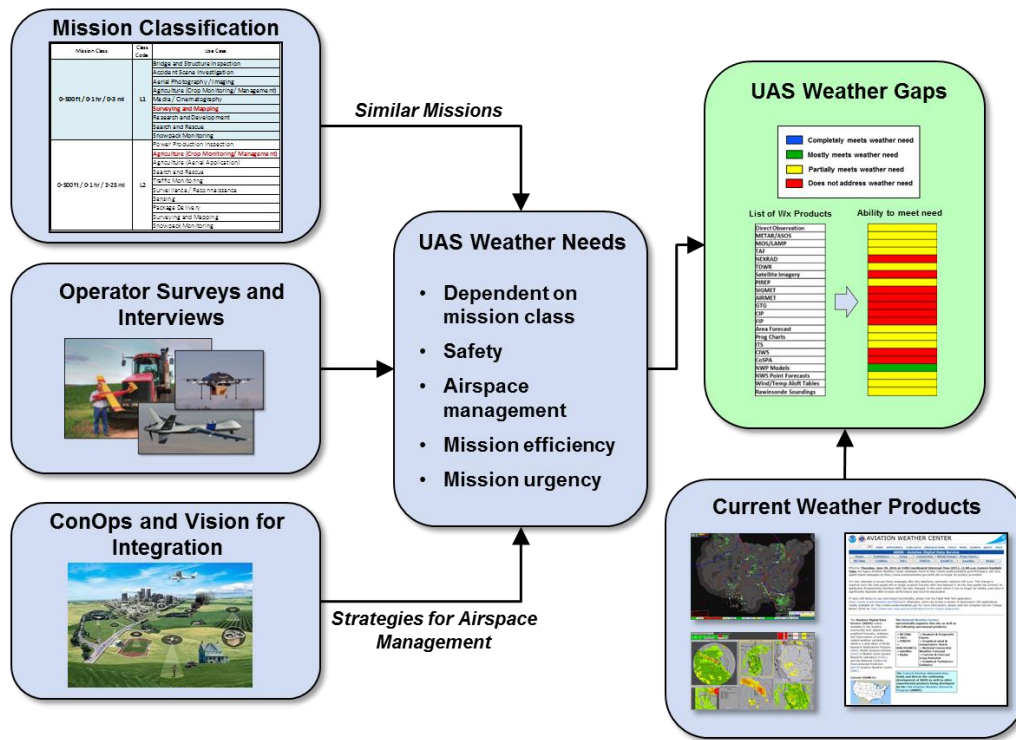 Mission Classification
Mission Class Class Code Use Case
0-500 ft / 0-1 hr / 0-3 mi L1
Bridge and Structure Inspection
Accident Scene Investigation
Aerial Photography / Imaging
Agriculture (Crop Monitoring/ Management)
Media / Cinematography
Surveying and Mapping
Research and Development
Search and Rescue
Snowpack Monitoring
0-500 ft / 0-1 hr / 3-25 mi L2
Power Production Inspection
Agriculture (Crop Monitoring/ Management)
Agriculture (Aerial Application)
Search and Rescue
Traffic Monitoring
Surveillance / Reconnaissance
Sensing
Package Delivery
Surveying and Mapping
Snowpack Monitoring
Similar Missions
Operator Surveys and
Interviews
ConOps and Vision for
Integration
Strategies for Airspace
Management
UAS Weather Needs
• Dependent on
mission class
• Safety
• Airspace
management
• Mission efficiency
• Mission urgency
UAS Weather Gaps
Completely meets weather need
Mostly meets weather need
Partially meets weather need
Does not address weather need
List of Wx Products Ability to meet need
Direct Observation
METAR/ASOS
MOS/LAMP
TAF
NEXRAD
TDWR
Satellite Imagery
PIREP
SIGMET
AIRMET
GTG
CIP
FIP
Area Forecast
Prog Charts
ITS
CIWS
CoSPA
NWP Models
NWS Point Forecasts
Wind/Temp Aloft Tables
Rawinsonde Soundings
Current Weather Products
AVIATION WEATHER CENTER
ADDS - Aviation Digital Data Service